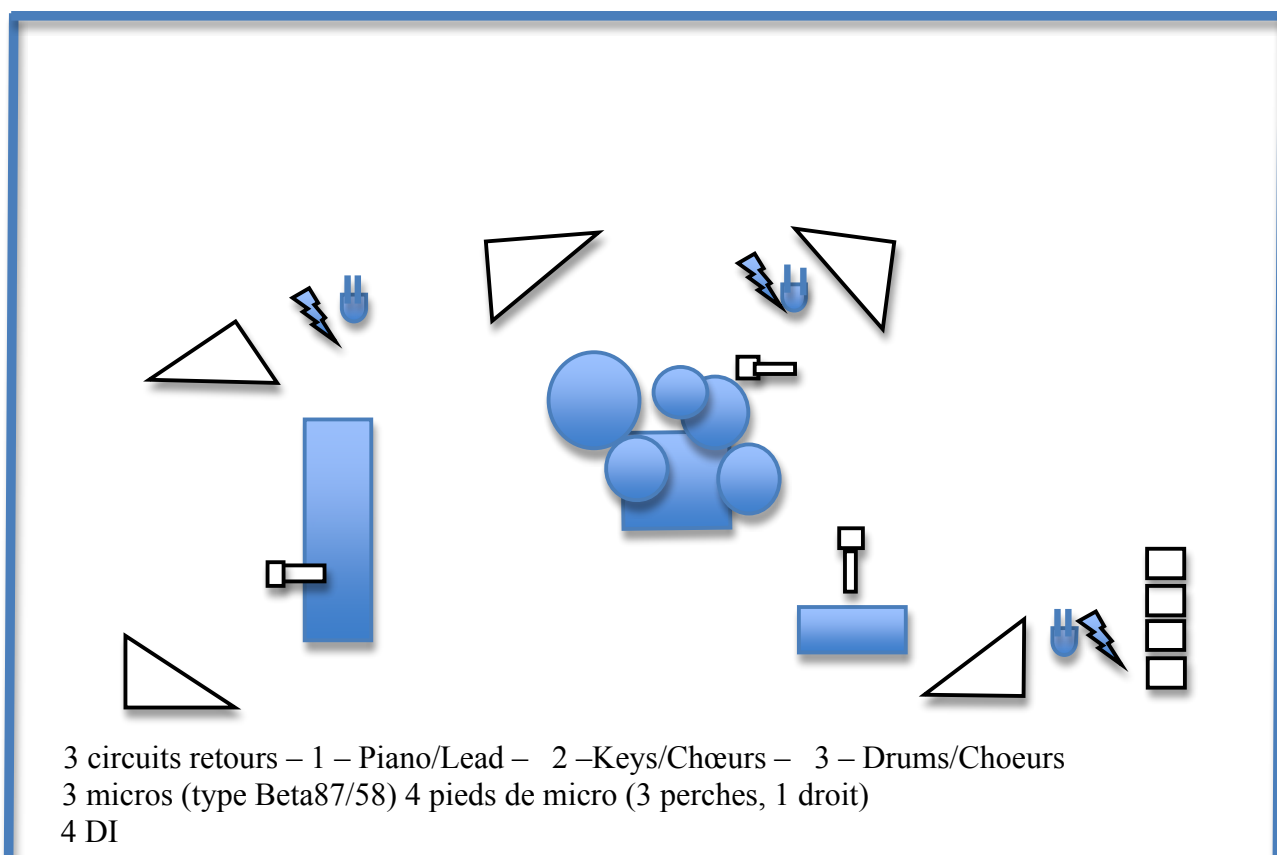 3 circuits retours – 1 – Piano/Lead – 2 –Keys/Chœurs – 3 – Drums/Choeurs
3 micros (type Beta87/58) 4 pieds de micro (3 perches, 1 droit)
4 DI